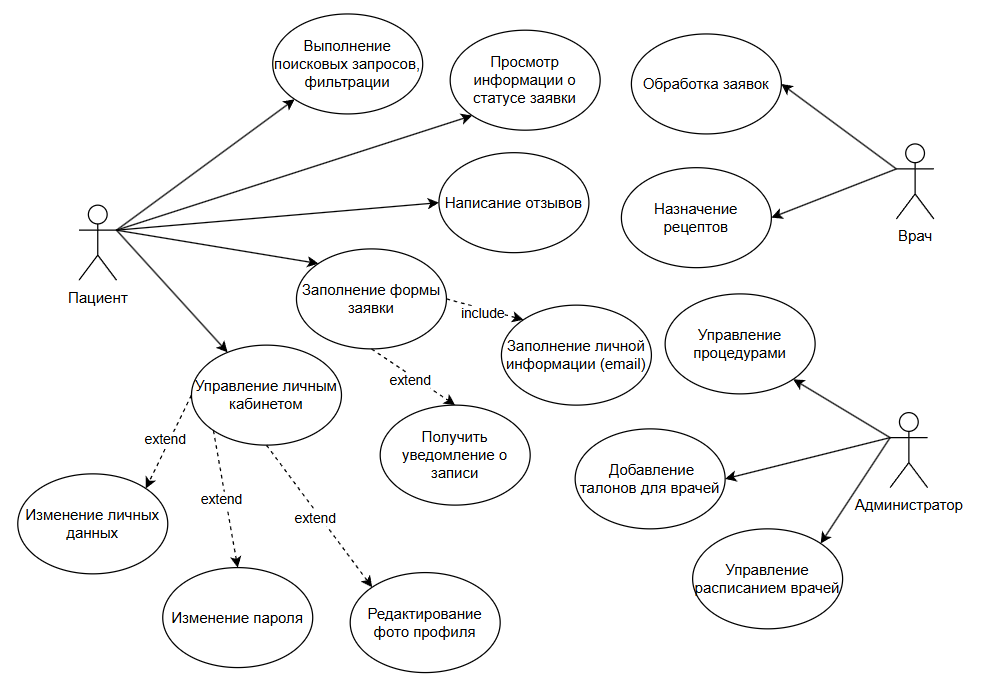 Выполнение
поисковых запросов,
фильтрации
Просмотр
информации о
статусе заявки
Обработка заявок
Написание отзывов
Назначение
рецептов
Врач
Пациент
Заполнение формы
заявки
include
Заполнение личной
информации (email)
Управление
процедурами
extend
Управление личным
кабинетом
Получить
уведомление о
записи
extend
Добавление
талонов для врачей
Администратор
extend
Изменение личных
данных
extend
Управление
расписанием врачей
Изменение пароля
Редактирование
фото профиля